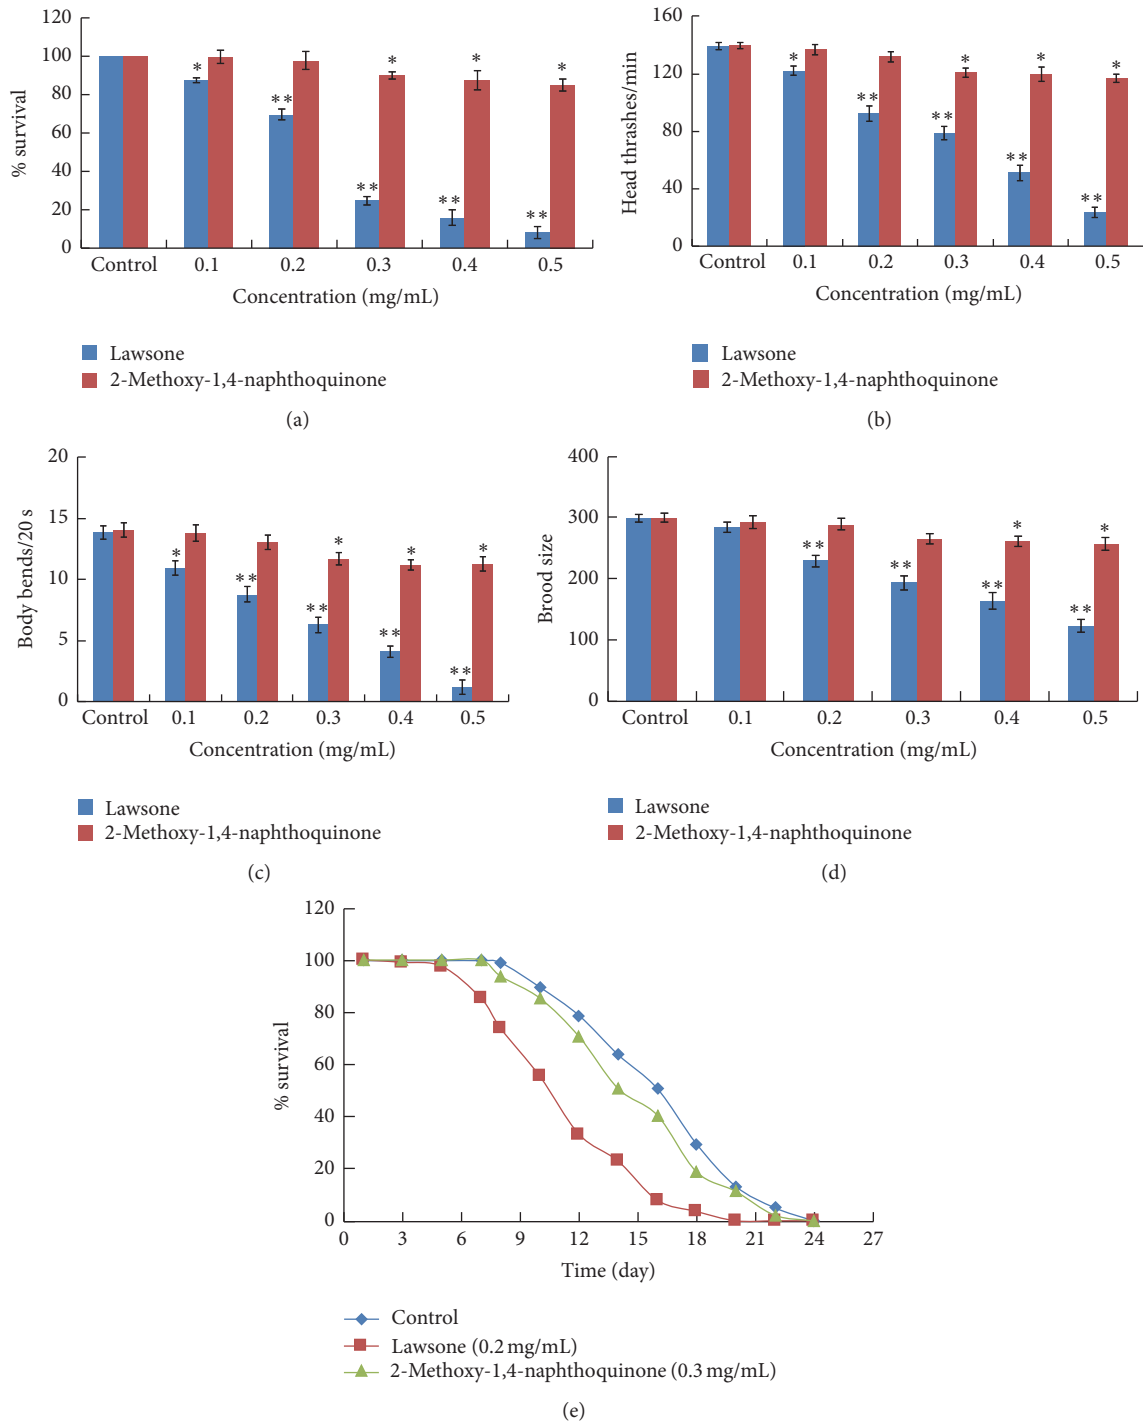 120
100
80
60
40
20
0
% survival
* ** ** ** **
* * *
Control 0.1 0.2 0.3 0.4 0.5
Concentration (mg/mL)
Lawsone
2-Methoxy-1,4-naphthoquinone
(a)
160
120
80
40
0
Head thrashes/min
* ** ** ** **
* * *
Control 0.1 0.2 0.3 0.4 0.5
Concentration (mg/mL)
Lawsone
2-Methoxy-1,4-naphthoquinone
(b)
20
15
10
5
0
Body bends/20 s
* ** ** ** **
* * *
Control 0.1 0.2 0.3 0.4 0.5
Concentration (mg/mL)
Lawsone
2-Methoxy-1,4-naphthoquinone
(c)
400
300
200
100
0
Brood size
** ** ** **
* *
Control 0.1 0.2 0.3 0.4 0.5
Concentration (mg/mL)
Lawsone
2-Methoxy-1,4-naphthoquinone
(d)
120
100
80
60
40
20
0
% survival
0 3 6 9 12 15 18 21 24 27
Time (day)
Control
Lawsone (0.2 mg/mL)
2-Methoxy-1,4-naphthoquinone (0.3 mg/mL)
(e)